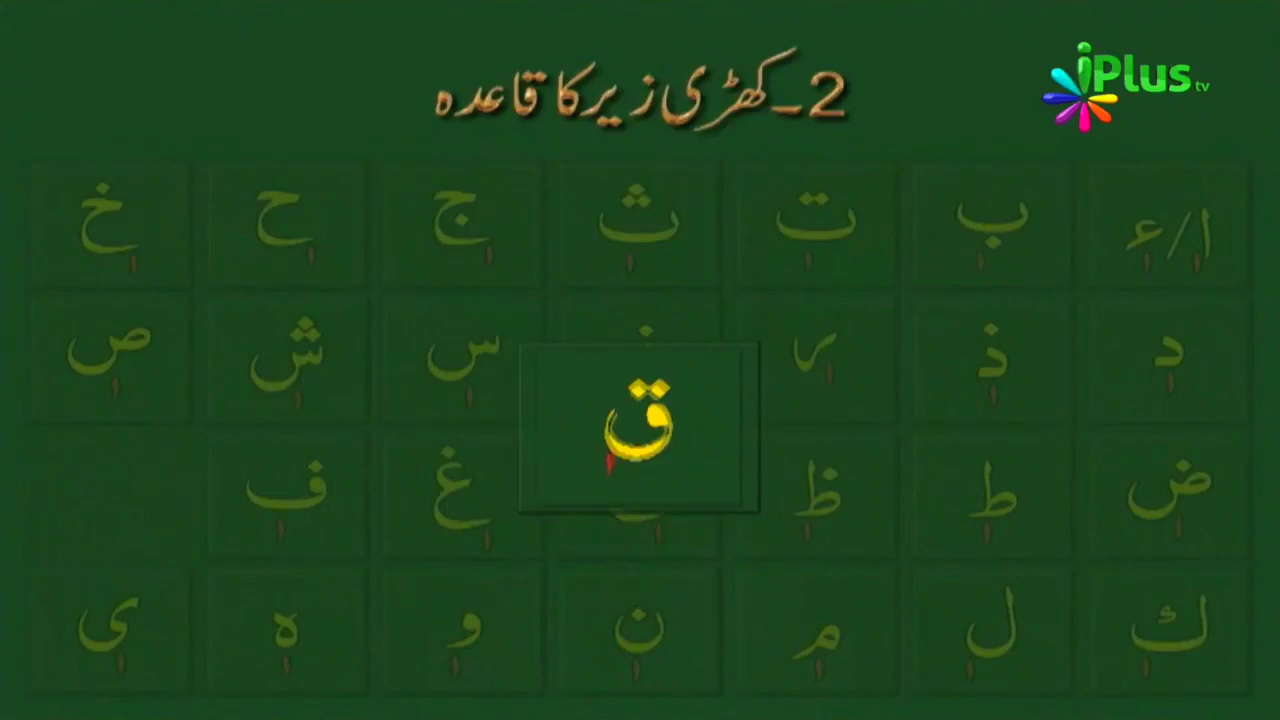 2۔کھڑی زیر کا قاعدہ
iPlus tv
اٖ/ءٖ بٖ تٖ ثٖ جٖ حٖ خٖ
دٖ ذٖ رٖ سٖ شٖ صٖ
ضٖ طٖ ظٖ غٖ فٖ
قٖ
كٖ لٖ مٖ نٖ وٖ هٖ یٖ